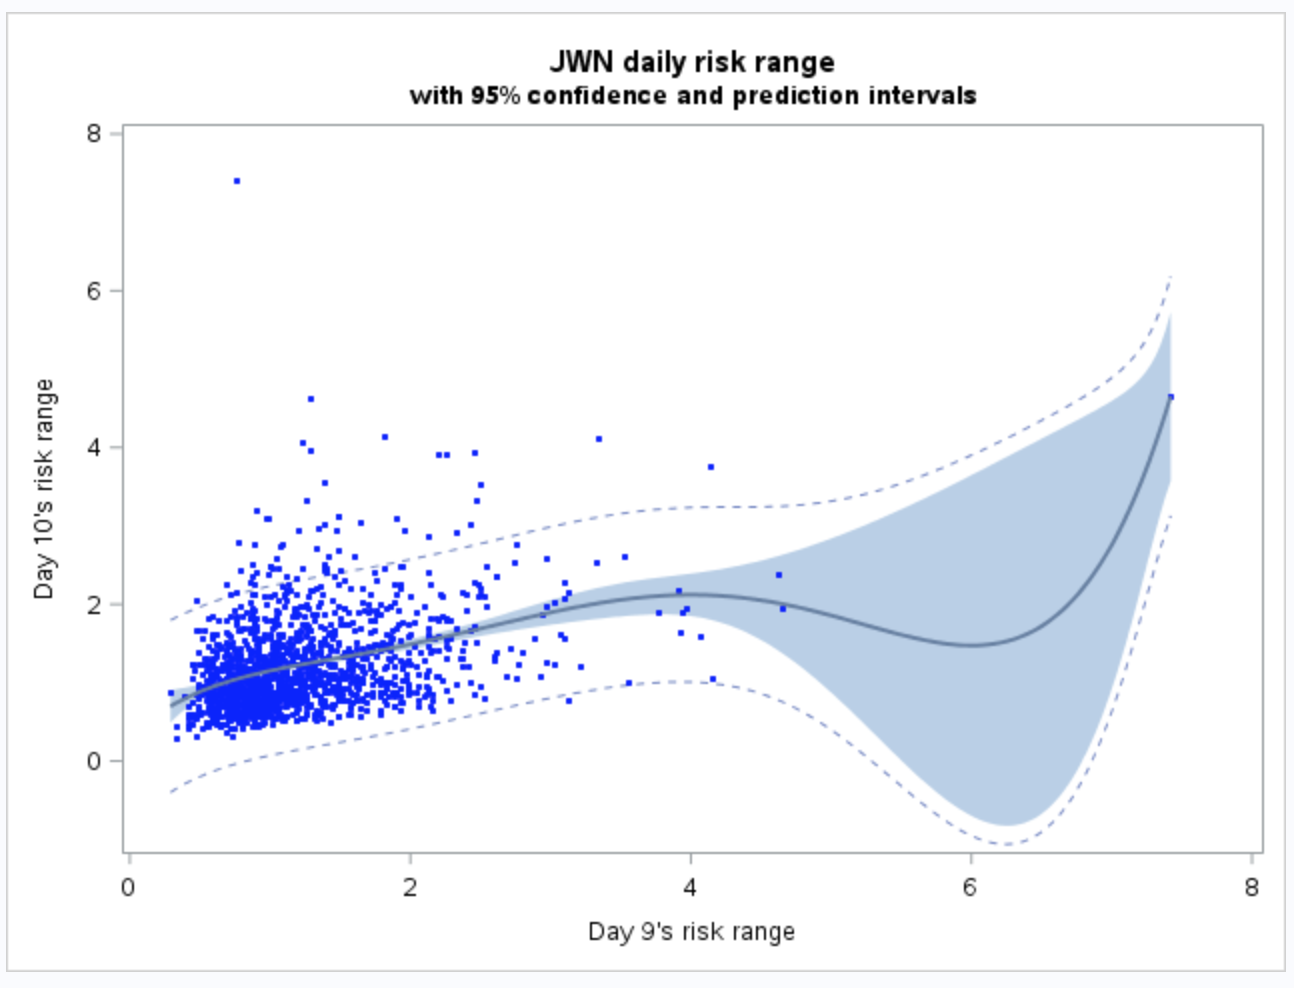 JWN daily risk range
with 95% confidence and prediction intervals
8
6
4
2
0
Day 10's risk range
0 2 4 6 8
Day 9's risk range